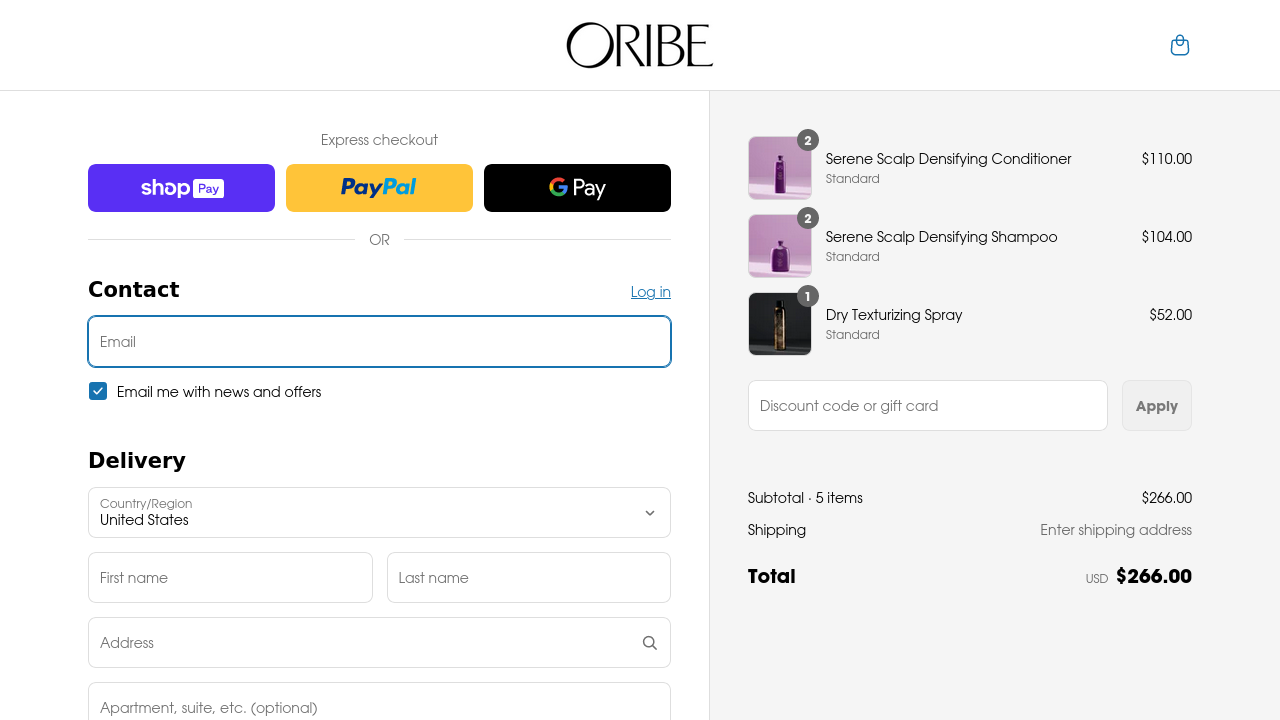 ORIBE
Express checkout
shop Pay
PayPal
G Pay
OR
Contact
Log in
Email
Email me with news and offers
Delivery
Country/Region
United States
First name
Last name
Address
Apartment, suite, etc. (optional)
2
Serene Scalp Densifying Conditioner
$110.00
Standard
2
Serene Scalp Densifying Shampoo
$104.00
Standard
1
Dry Texturizing Spray
$52.00
Standard
Discount code or gift card
Apply
Subtotal · 5 items
$266.00
Shipping
Enter shipping address
Total
USD $266.00